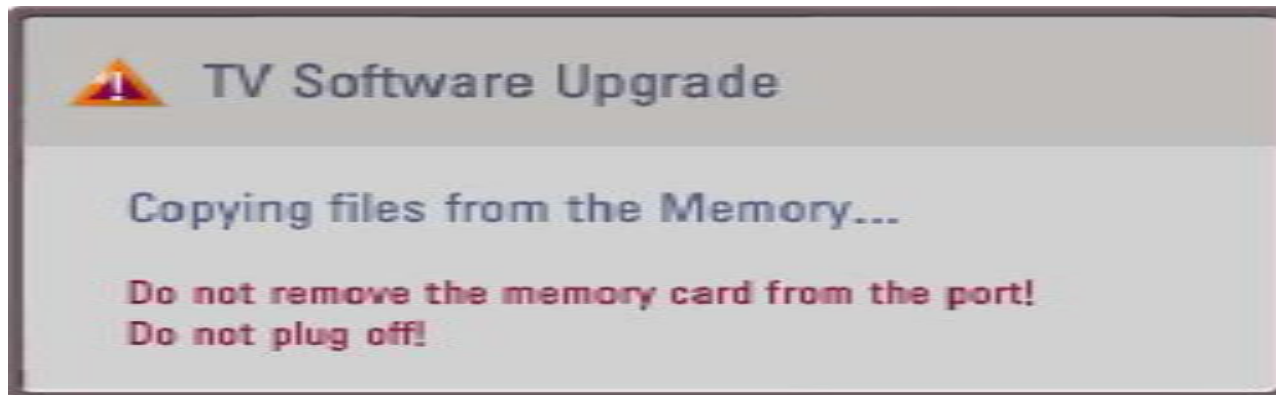 TV Software Upgrade
Copying files from the Memory...
Do not remove the memory card from the port!
Do not plug off!